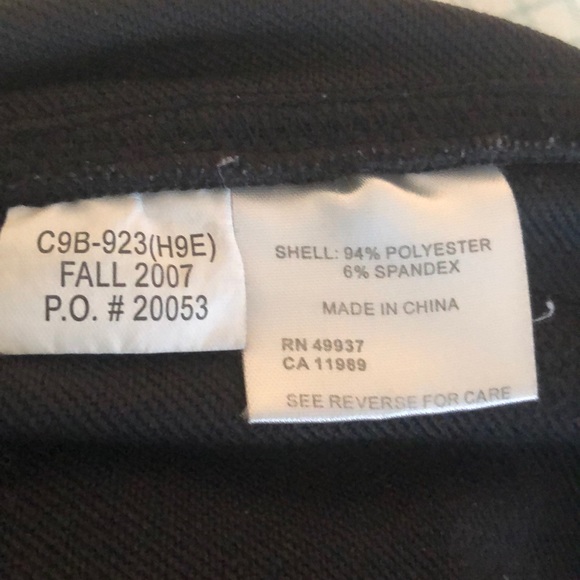 C9B-923(H9E)
FALL 2007
P.O. # 20053
SHELL: 94% POLYESTER
6% SPANDEX
MADE IN CHINA
RN 49937
CA 11989
SEE REVERSE FOR CARE